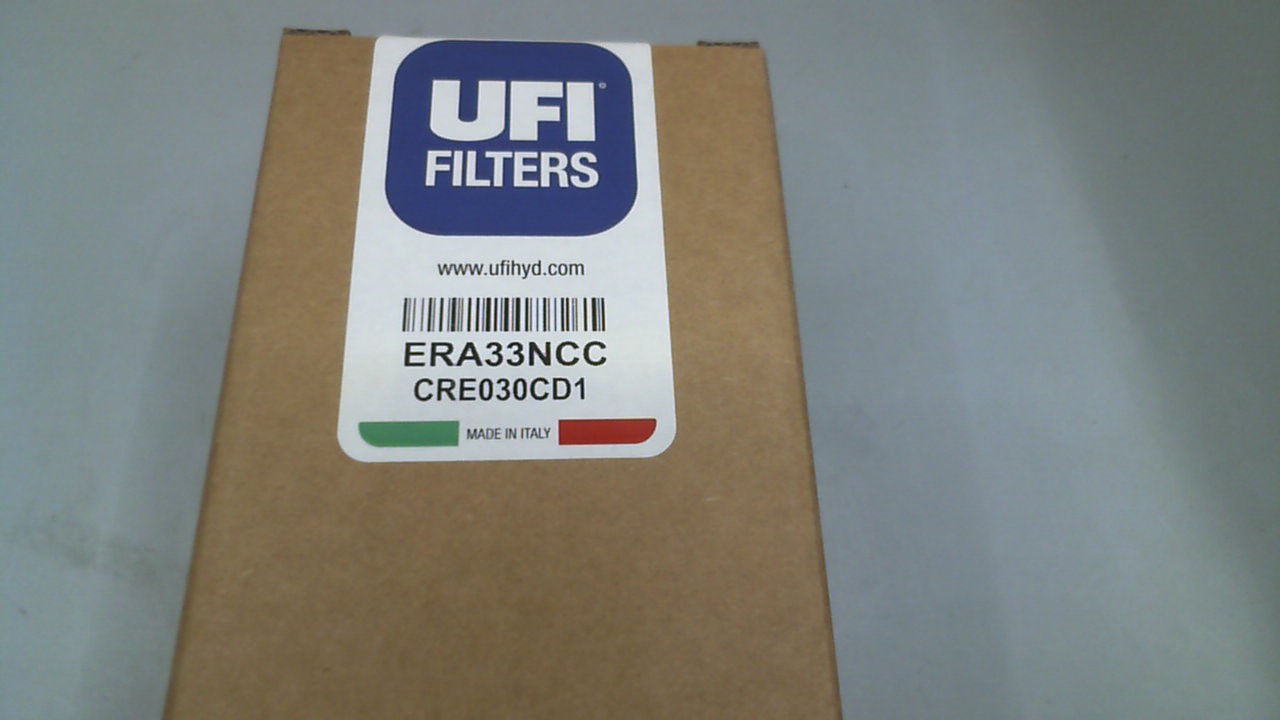 UFI
FILTERS
www.ufihyd.com
ERA33NCC
CRE030CD1
MADE IN ITALY